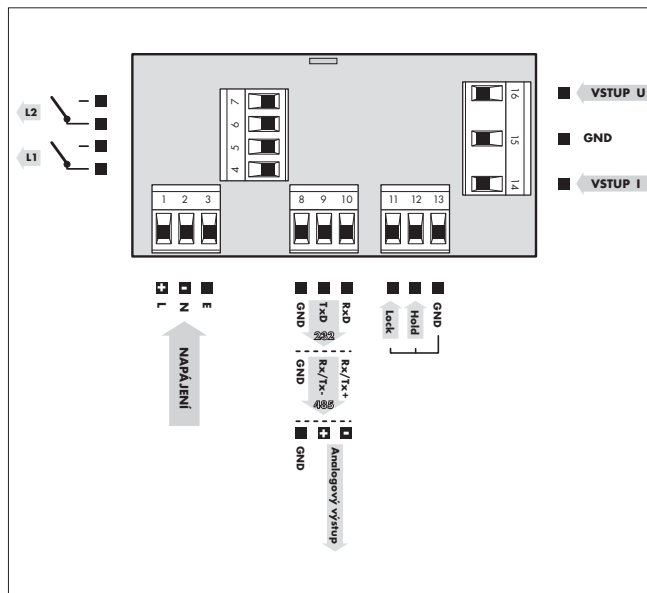 L2
L1
7
6
5
4
16
15
14
VSTUP U
GND
VSTUP I
1 2 3
8 9 10
11 12 13
L
N
E
NAPÁJENÍ
GND
TxD
RxD
232
GND
Rx/Tx-
Rx/Tx+
485
GND
Analogový výstup
Lock
Hold
GND